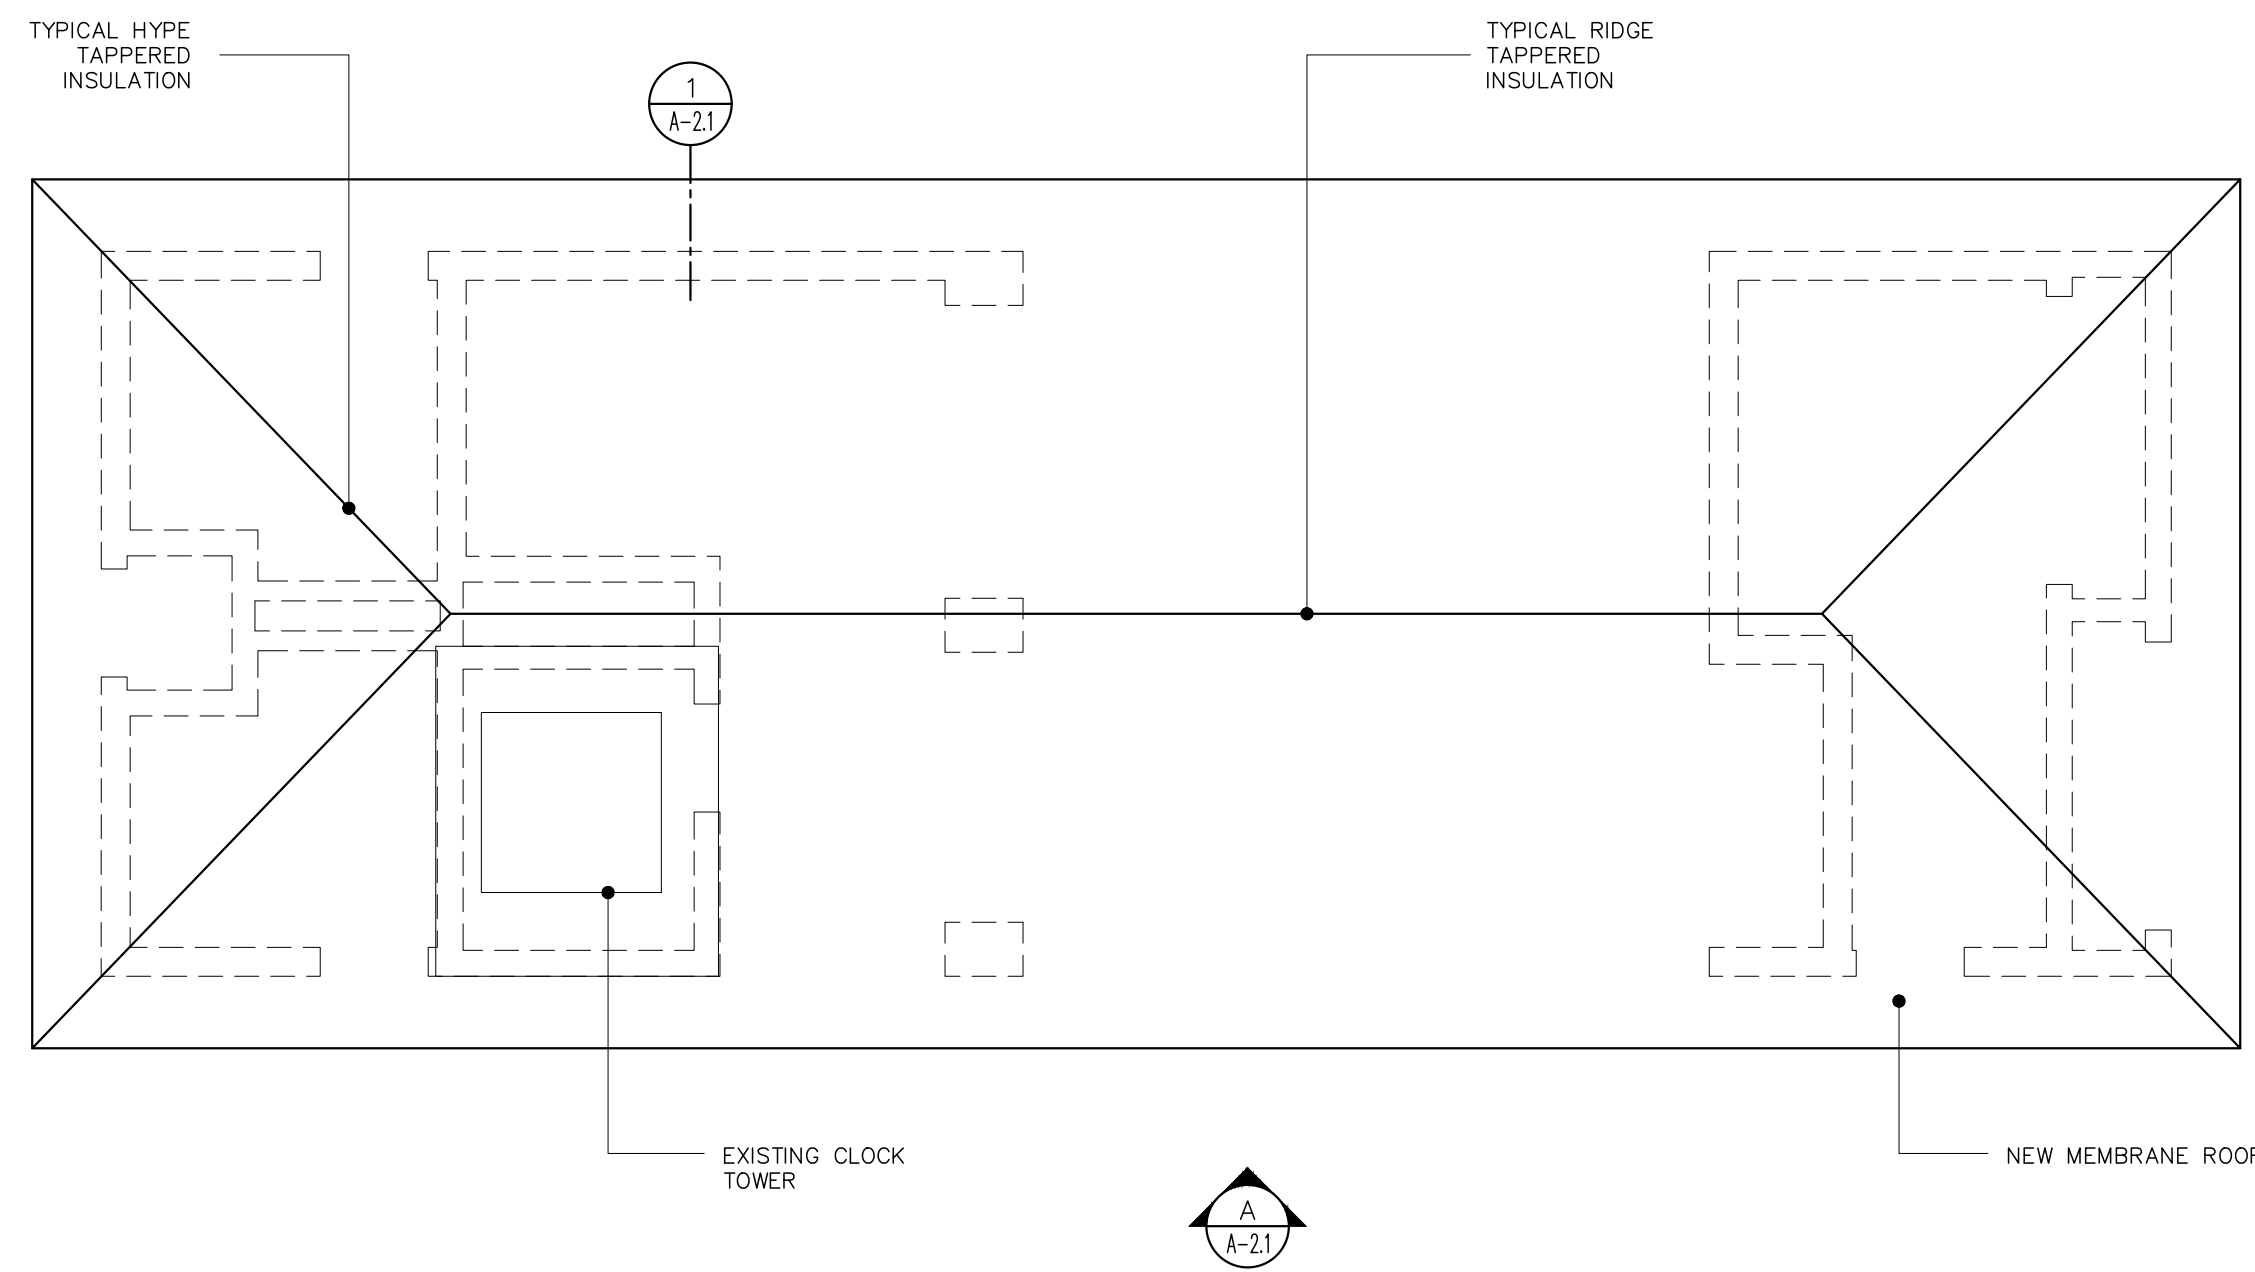 TYPICAL HYPE
TAPPERED
INSULATION
1
A-2.1
TYPICAL RIDGE
TAPPERED
INSULATION
EXISTING CLOCK
TOWER
NEW MEMBRANE ROOF
A
A-2.1